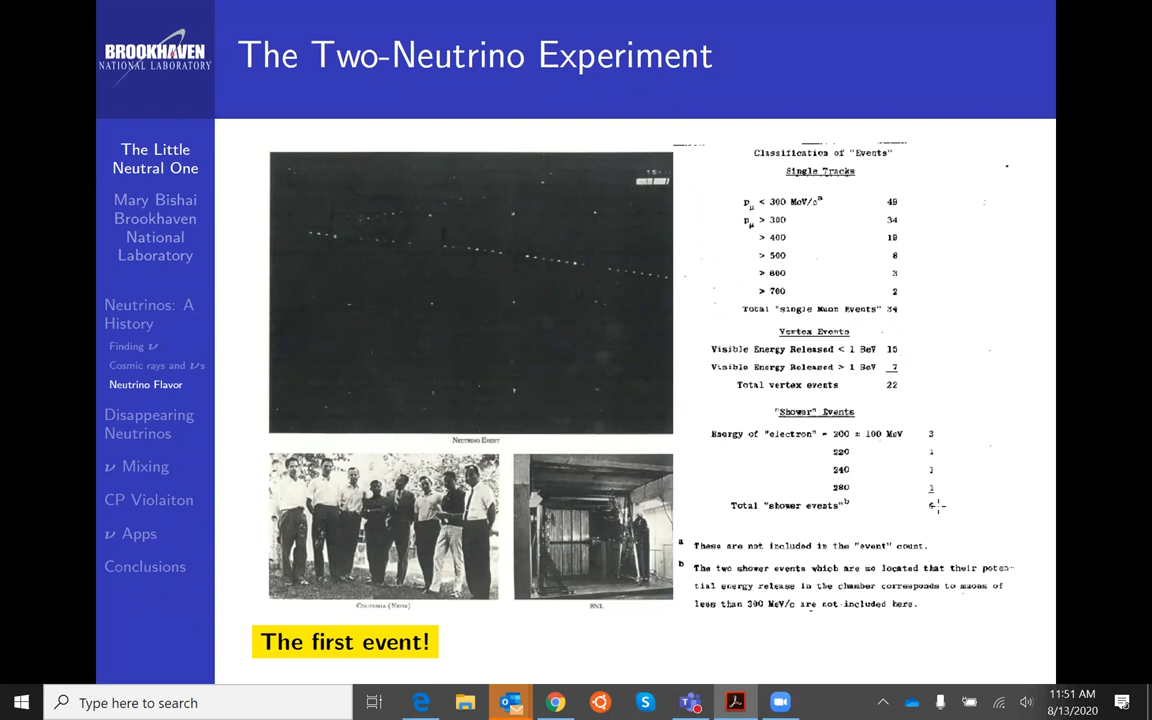 BROOKHAVEN
NATIONAL LABORATORY
The Two-Neutrino Experiment
The Little
Neutral One
Mary Bishai
Brookhaven
National
Laboratory
Neutrinos: A
History
Finding ν
Cosmic rays and νs
Neutrino Flavor
Disappearing
Neutrinos
ν Mixing
CP Violaiton
ν Apps
Conclusions
NEUTRINO EVENT
COLUMBIA (NEVIS)
BNL
The first event!
Classification of "Events"
Single Tracks
pμ < 300 MeV/c^a 49
pμ > 300 34
> 400 19
> 500 8
> 600 3
> 700 2
Total "single Muon Events" 34
Vertex Events
Visible Energy Released < 1 BeV 15
Visible Energy Released > 1 BeV 7
Total vertex events 22
"Shower" Events
Energy of "electron" = 200 ± 100 MeV 3
220 1
240 1
280 1
Total "shower events"^b 6
a These are not included in the "event" count.
b The two shower events which are so located that their poten-
tial energy release in the chamber corresponds to muons of
less than 300 MeV/c are not included here.
Type here to search
11:51 AM
8/13/2020